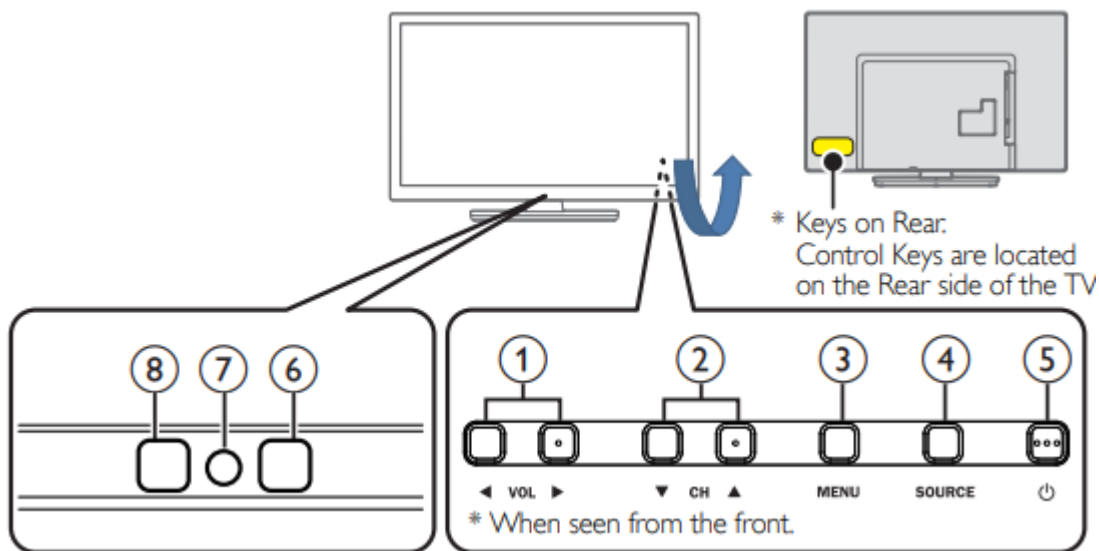 * Keys on Rear.
Control Keys are located
on the Rear side of the TV
8 7 6
1 2 3 4 5
◀ VOL ▶ ▼ CH ▲ MENU SOURCE ⏻
* When seen from the front.